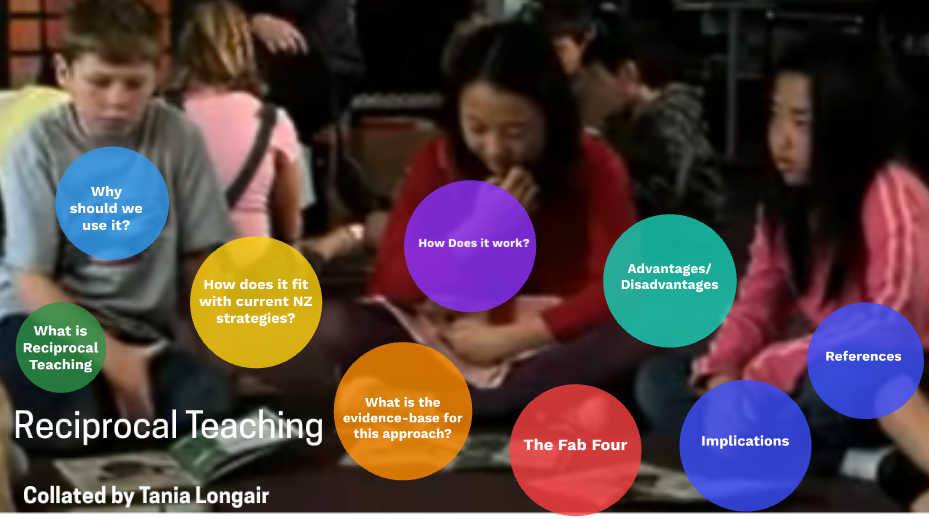 Why
should we
use it?
How Does it work?
How does it fit
with current NZ
strategies?
Advantages/
Disadvantages
What is
Reciprocal
Teaching
References
What is the
evidence-base for
this approach?
The Fab Four
Implications
Reciprocal Teaching
Collated by Tania Longair